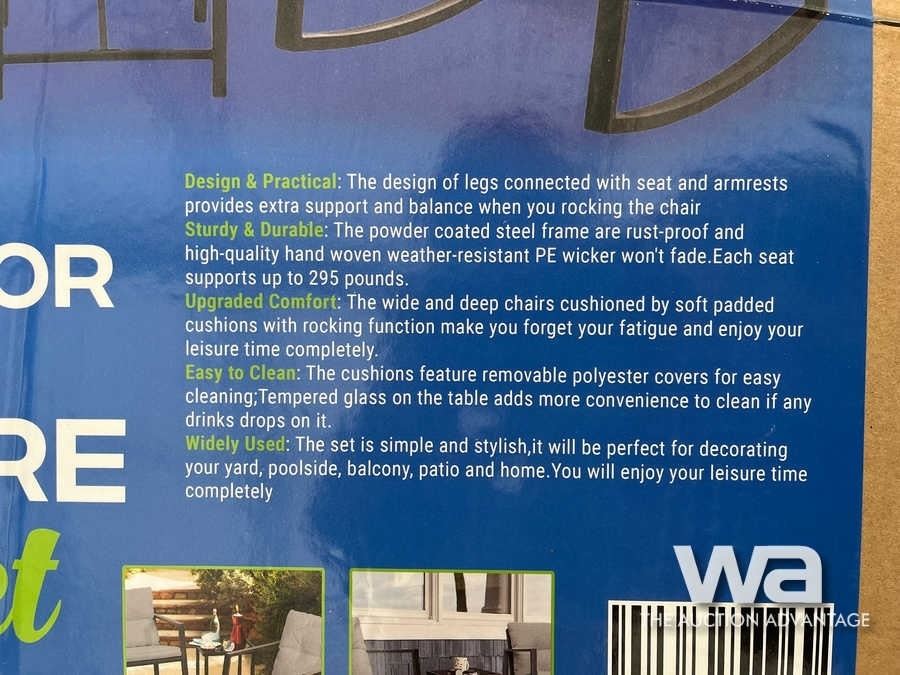 Design & Practical: The design of legs connected with seat and armrests
provides extra support and balance when you rocking the chair
Sturdy & Durable: The powder coated steel frame are rust-proof and
high-quality hand woven weather-resistant PE wicker won't fade.Each seat
supports up to 295 pounds.
Upgraded Comfort: The wide and deep chairs cushioned by soft padded
cushions with rocking function make you forget your fatigue and enjoy your
leisure time completely.
Easy to Clean: The cushions feature removable polyester covers for easy
cleaning;Tempered glass on the table adds more convenience to clean if any
drinks drops on it.
Widely Used: The set is simple and stylish,it will be perfect for decorating
your yard, poolside, balcony, patio and home.You will enjoy your leisure time
completely
OR
RE
et
wa
THE AUCTION ADVANTAGE